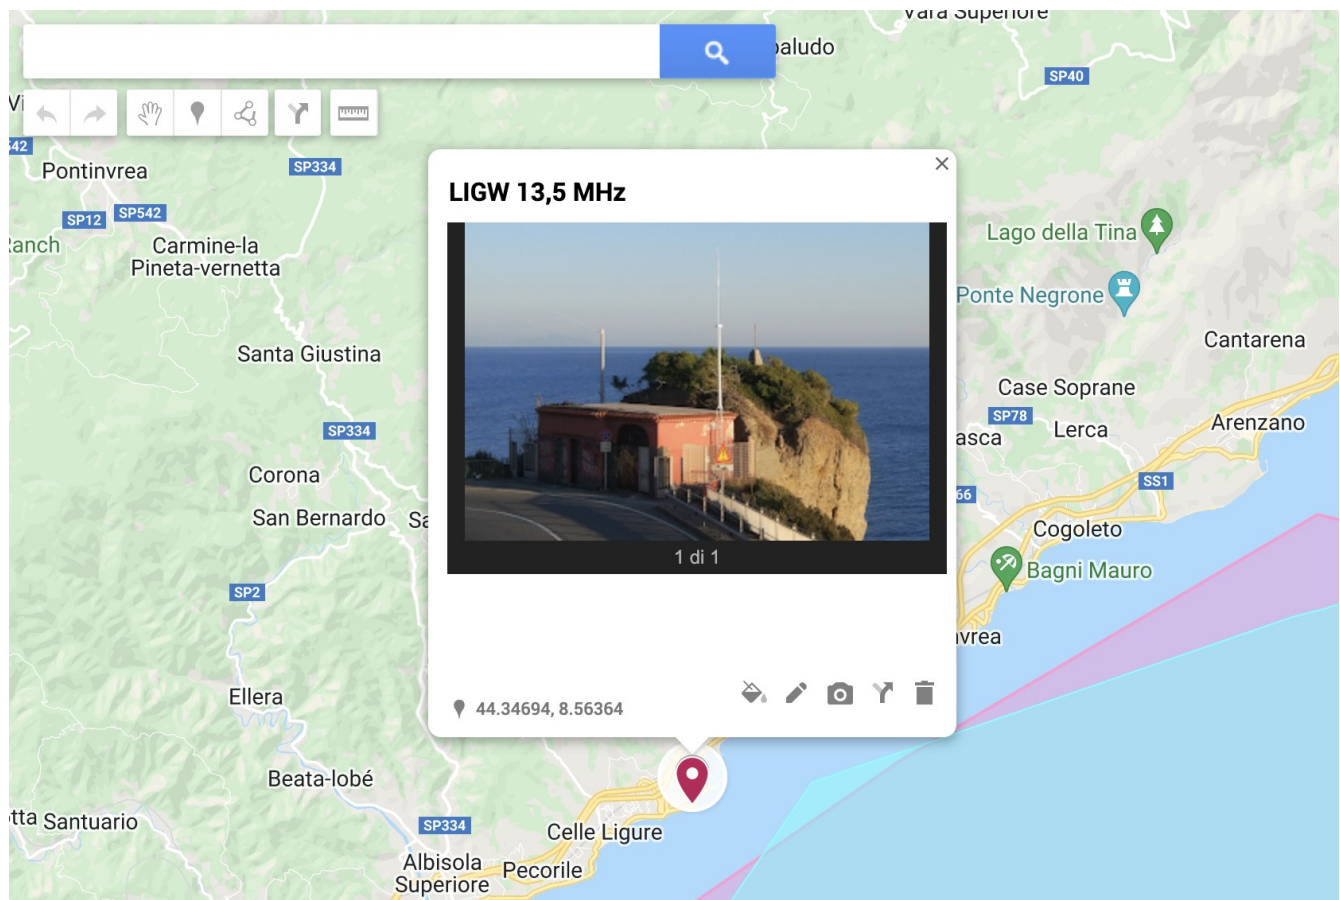 Vara Superiore
SP40
Pontinvrea
SP334
SP12
SP542
Carmine-la
Pineta-vernetta
LIGW 13,5 MHz
Lago della Tina
Ponte Negrone
Cantarena
Santa Giustina
Case Soprane
SP78
Lerca
Arenzano
SP334
Corona
San Bernardo
SS1
Cogoleto
1 di 1
Bagni Mauro
SP2
Ellera
44.34694, 8.56364
Beata-lobé
Santuario
SP334
Celle Ligure
Albisola
Superiore
Pecorile